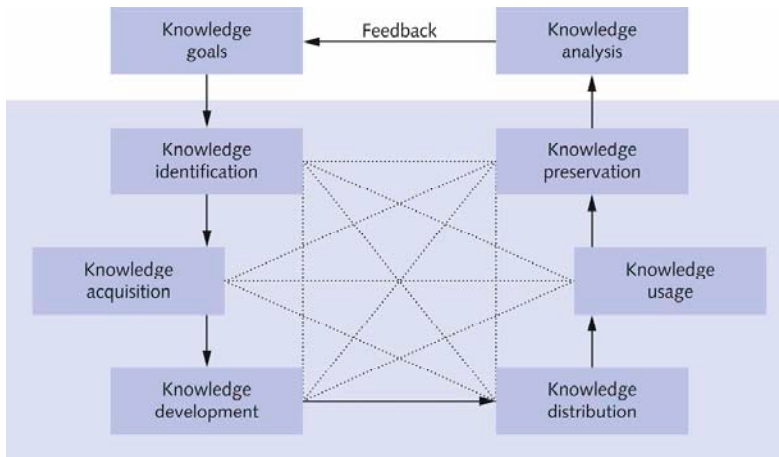 Knowledge
goals
Feedback
Knowledge
analysis
Knowledge
identification
Knowledge
preservation
Knowledge
acquisition
Knowledge
usage
Knowledge
development
Knowledge
distribution